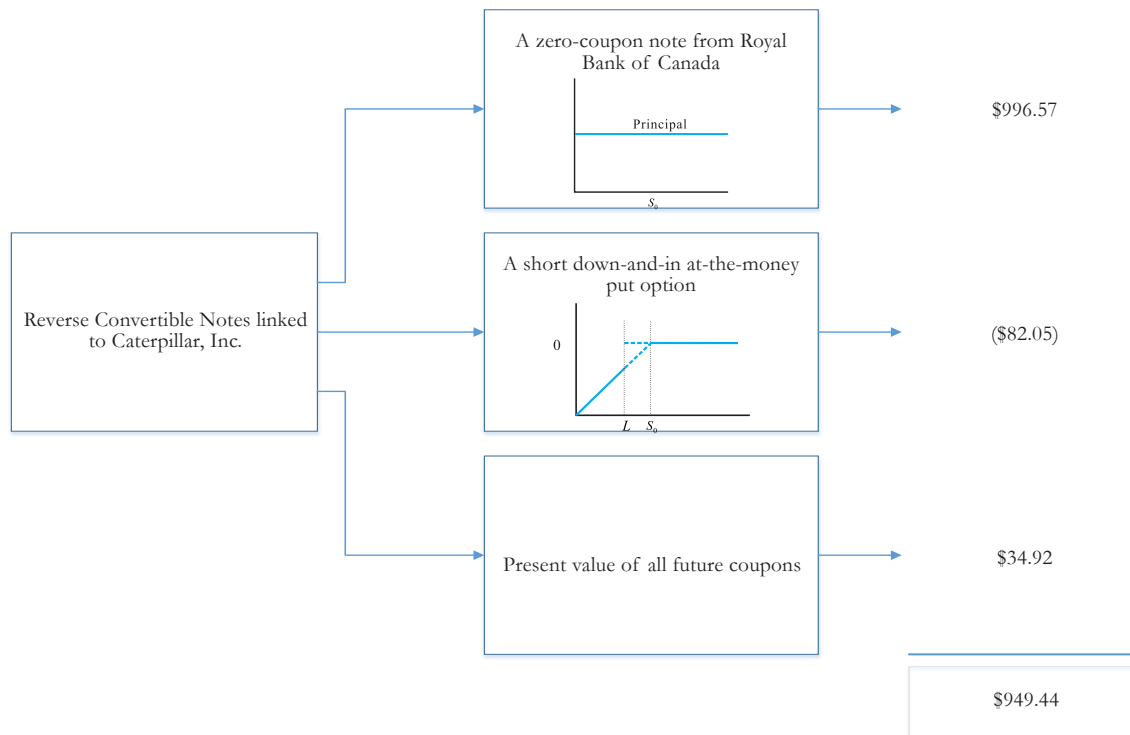 A zero-coupon note from Royal
Bank of Canada
Principal
S₀
$996.57
Reverse Convertible Notes linked
to Caterpillar, Inc.
A short down-and-in at-the-money
put option
0
L S₀
($82.05)
Present value of all future coupons
$34.92
$949.44